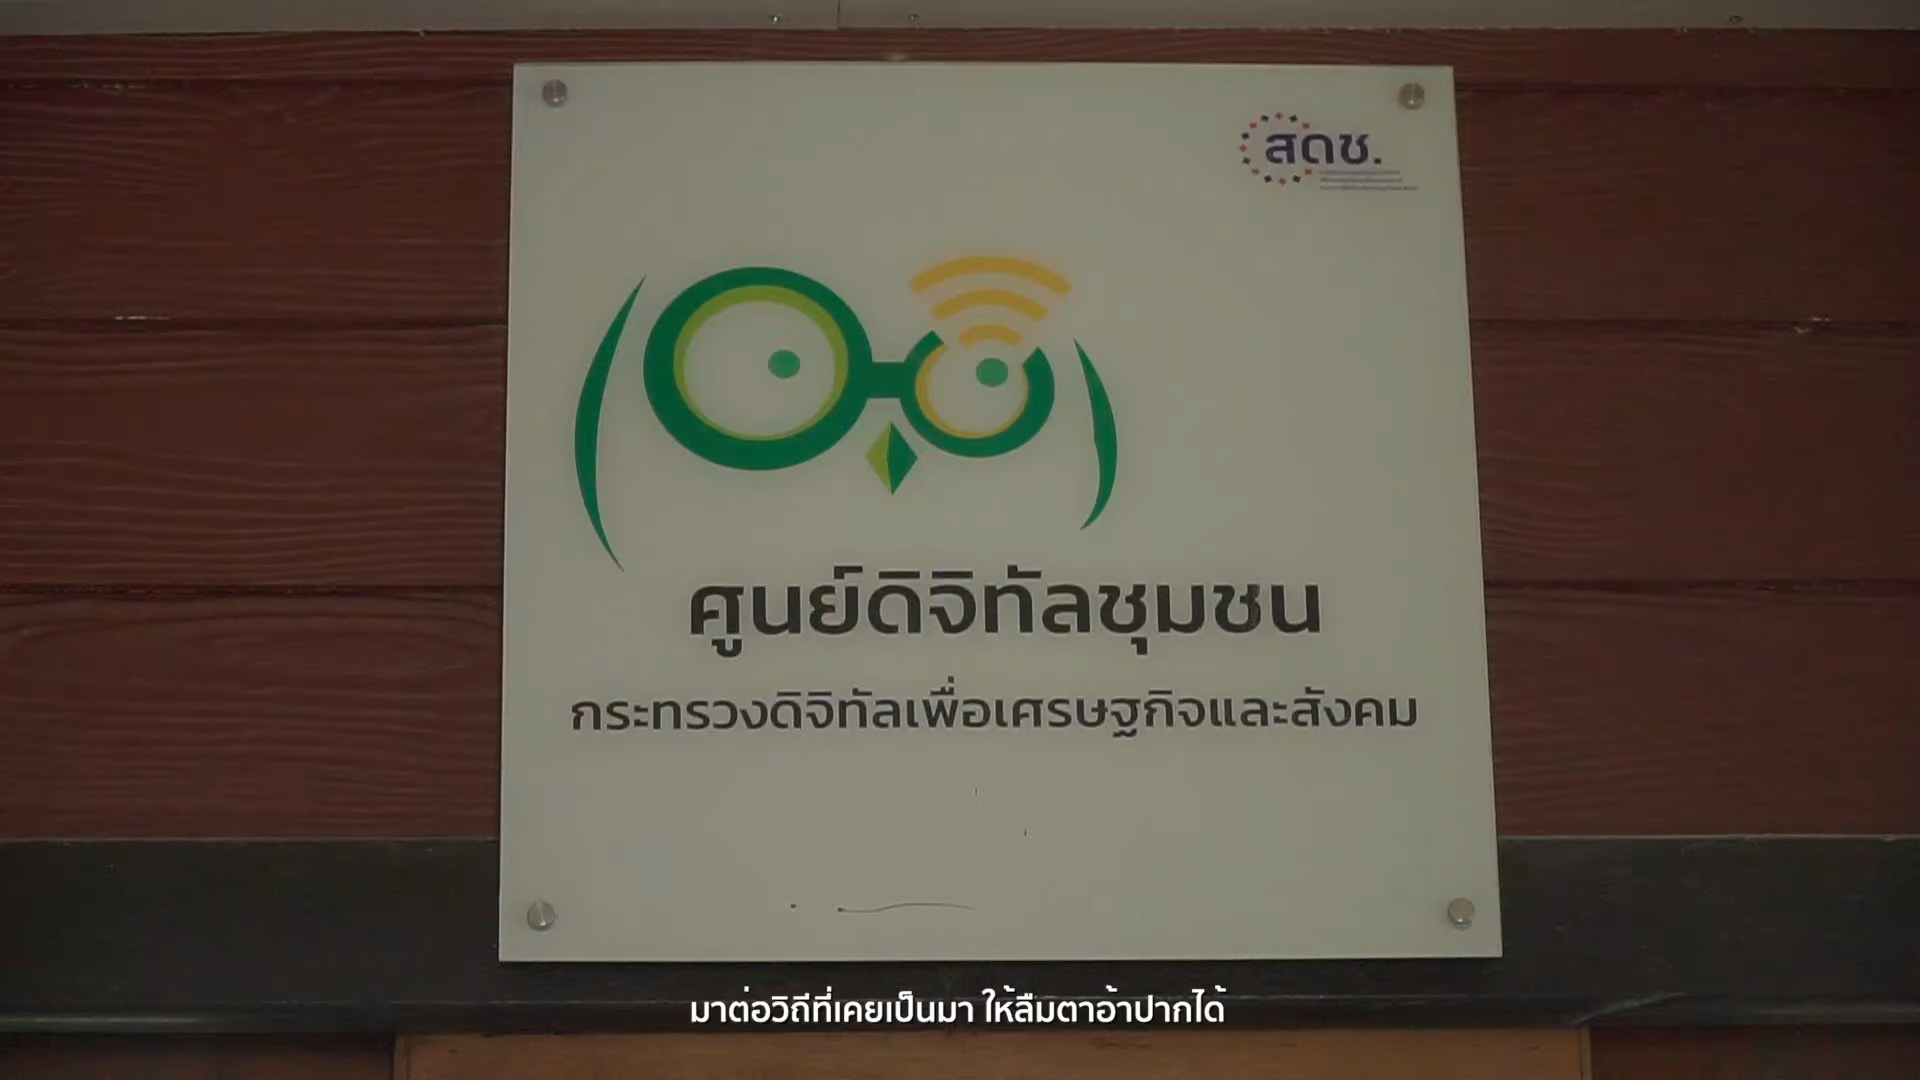 สดช.
ศูนย์ดิจิทัลชุมชน
กระทรวงดิจิทัลเพื่อเศรษฐกิจและสังคม
มาต่อวิถีที่เคยเป็นมา ให้ลืมตาอ้าปากได้